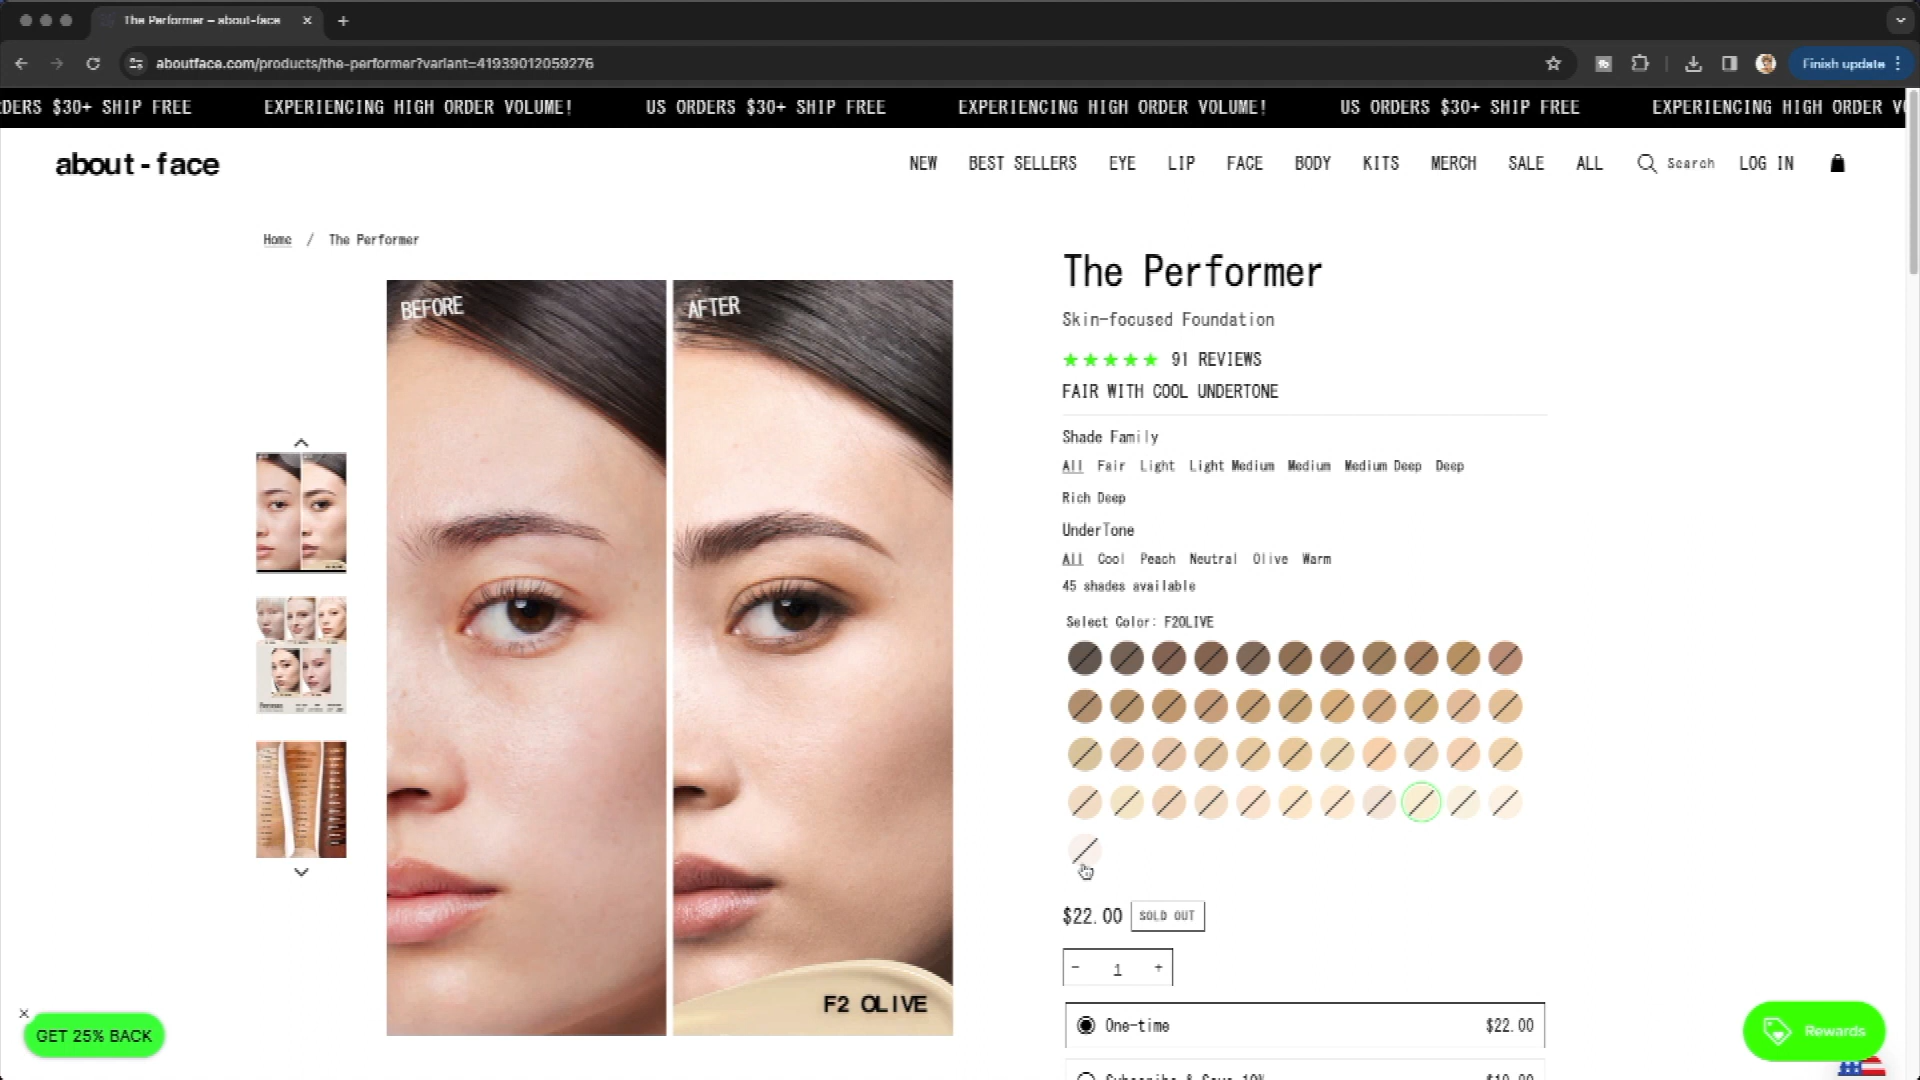 The Performer – about-face
aboutface.com/products/the-performer?variant=41939012059276
Finish update
DERS $30+ SHIP FREE EXPERIENCING HIGH ORDER VOLUME! US ORDERS $30+ SHIP FREE EXPERIENCING HIGH ORDER VOLUME! US ORDERS $30+ SHIP FREE EXPERIENCING HIGH ORDER
about-face
NEW BEST SELLERS EYE LIP FACE BODY KITS MERCH SALE ALL Search LOG IN
Home / The Performer
The Performer
Skin-focused Foundation
91 REVIEWS
FAIR WITH COOL UNDERTONE
Shade Family
All Fair Light Light Medium Medium Medium Deep Deep
Rich Deep
UnderTone
All Cool Peach Neutral Olive Warm
45 shades available
Select Color: F2OLIVE
$22.00 SOLD OUT
- 1 +
One-time $22.00
Subscribe & Save 10%
BEFORE
AFTER
F2 OLIVE
GET 25% BACK
Rewards